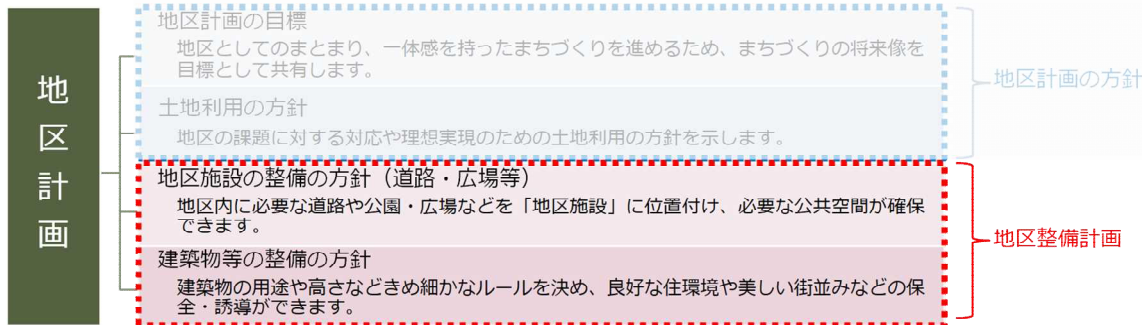 地区計画
地区計画の目標
地区としてのまとまり、一体感を持ったまちづくりを進めるため、まちづくりの将来像を
目標として共有します。
土地利用の方針
地区の課題に対する対応や理想実現のための土地利用の方針を示します。
地区計画の方針
地区施設の整備の方針（道路・広場等）
地区内に必要な道路や公園・広場などを「地区施設」に位置付け、必要な公共空間が確保
できます。
建築物等の整備の方針
建築物の用途や高さなどきめ細かなルールを決め、良好な住環境や美しい街並みなどの保
全・誘導ができます。
地区整備計画